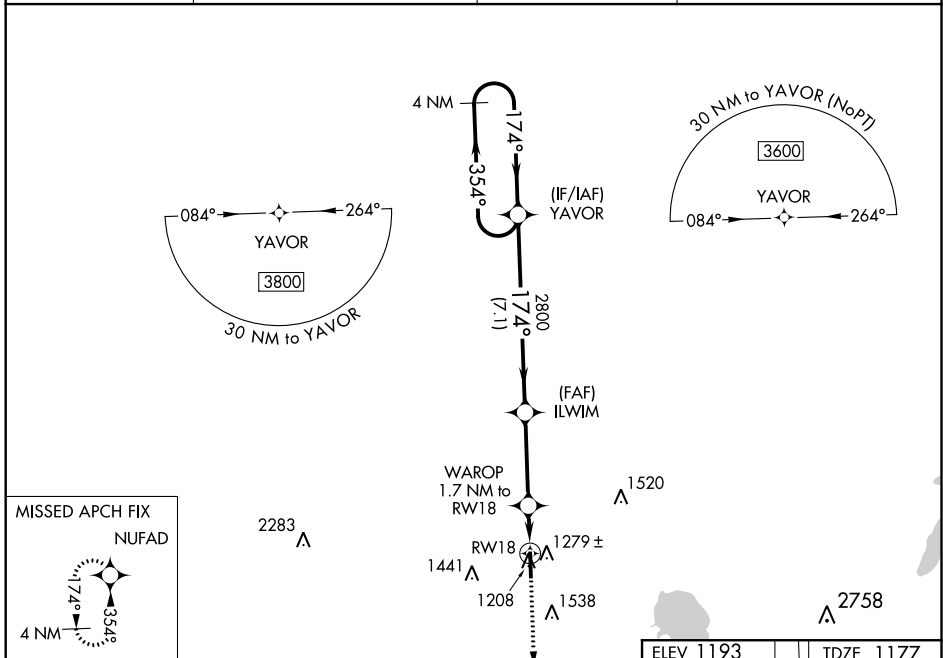 4 NM
174°
354°
(IF/IAF)
YAVOR
30 NM to YAVOR (NoPT)
3600
YAVOR
084°
264°
084°
264°
YAVOR
3800
30 NM to YAVOR
2800
174°
(7.1)
(FAF)
ILWIM
WAROP
1.7 NM to
RW18
1520
MISSED APCH FIX
NUFAD
174°
354°
4 NM
2283
RW18
1279 ±
1441
1208
1538
2758
ELEV 1193
TDZE 1177